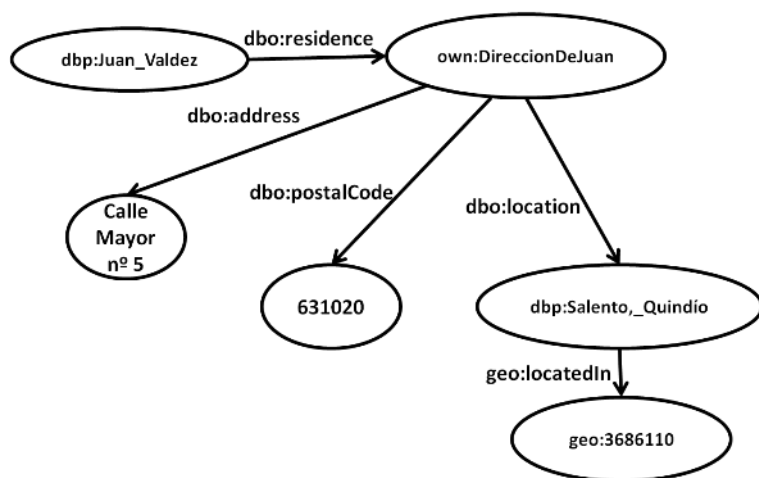 dbo:residence
dbp:Juan_Valdez
own:DireccionDeJuan
dbo:address
dbo:postalCode
dbo:location
Calle
Mayor
nº 5
631020
dbp:Salento,_Quindío
geo:locatedIn
geo:3686110